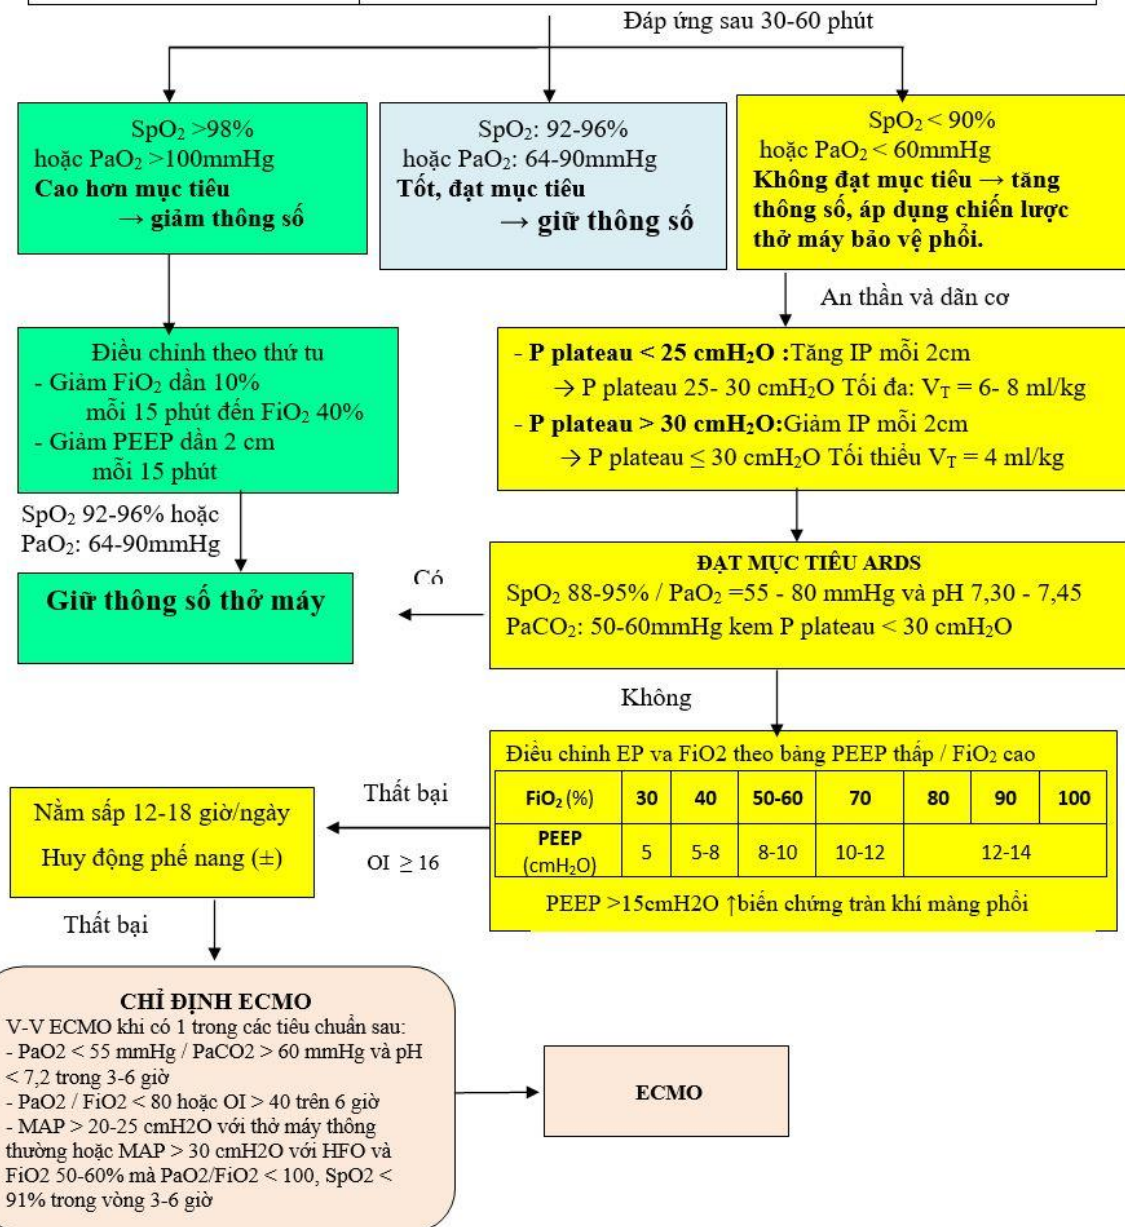 Đáp ứng sau 30-60 phút
SpO₂ >98%
hoặc PaO₂ >100mmHg
Cao hơn mục tiêu
→ giảm thông số
SpO₂: 92-96%
hoặc PaO₂: 64-90mmHg
Tốt, đạt mục tiêu
→ giữ thông số
SpO₂ < 90%
hoặc PaO₂ < 60mmHg
Không đạt mục tiêu → tăng
thông số, áp dụng chiến lược
thở máy bảo vệ phổi.
An thần và dãn cơ
Điều chỉnh theo thứ tu
- Giảm FiO₂ dần 10%
mỗi 15 phút đến FiO₂ 40%
- Giảm PEEP dần 2 cm
mỗi 15 phút
- P plateau < 25 cmH₂O :Tăng IP mỗi 2cm
→ P plateau 25- 30 cmH₂O Tối đa: V_T = 6- 8 ml/kg
- P plateau > 30 cmH₂O:Giảm IP mỗi 2cm
→ P plateau ≤ 30 cmH₂O Tối thiểu V_T = 4 ml/kg
SpO₂ 92-96% hoặc
PaO₂: 64-90mmHg
Giữ thông số thở máy
Có
ĐẠT MỤC TIÊU ARDS
SpO₂ 88-95% / PaO₂ =55 - 80 mmHg và pH 7,30 - 7,45
PaCO₂: 50-60mmHg kem P plateau < 30 cmH₂O
Không
Điều chỉnh EP va FiO2 theo bảng PEEP thấp / FiO₂ cao
FiO₂ (%) 30 40 50-60 70 80 90 100
PEEP
(cmH₂O) 5 5-8 8-10 10-12 12-14
PEEP >15cmH2O ↑biến chứng tràn khí màng phổi
Thất bại
OI ≥ 16
Nằm sấp 12-18 giờ/ngày
Huy động phế nang (±)
Thất bại
CHỈ ĐỊNH ECMO
V-V ECMO khi có 1 trong các tiêu chuẩn sau:
- PaO2 < 55 mmHg / PaCO2 > 60 mmHg và pH
< 7,2 trong 3-6 giờ
- PaO2 / FiO2 < 80 hoặc OI > 40 trên 6 giờ
- MAP > 20-25 cmH2O với thở máy thông
thường hoặc MAP > 30 cmH2O với HFO và
FiO2 50-60% mà PaO2/FiO2 < 100, SpO2 <
91% trong vòng 3-6 giờ
ECMO